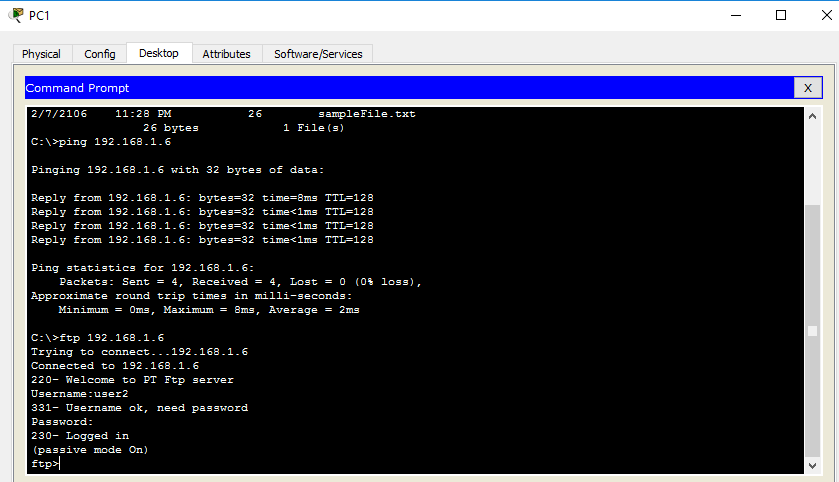 PC1
Physical Config Desktop Attributes Software/Services
Command Prompt X
2/7/2106    11:28 PM           26        sampleFile.txt
                26 bytes            1 File(s)
C:\>ping 192.168.1.6
Pinging 192.168.1.6 with 32 bytes of data:
Reply from 192.168.1.6: bytes=32 time=8ms TTL=128
Reply from 192.168.1.6: bytes=32 time<1ms TTL=128
Reply from 192.168.1.6: bytes=32 time<1ms TTL=128
Reply from 192.168.1.6: bytes=32 time<1ms TTL=128
Ping statistics for 192.168.1.6:
    Packets: Sent = 4, Received = 4, Lost = 0 (0% loss),
Approximate round trip times in milli-seconds:
    Minimum = 0ms, Maximum = 8ms, Average = 2ms
C:\>ftp 192.168.1.6
Trying to connect...192.168.1.6
Connected to 192.168.1.6
220- Welcome to PT Ftp server
Username:user2
331- Username ok, need password
Password:
230- Logged in
(passive mode On)
ftp>